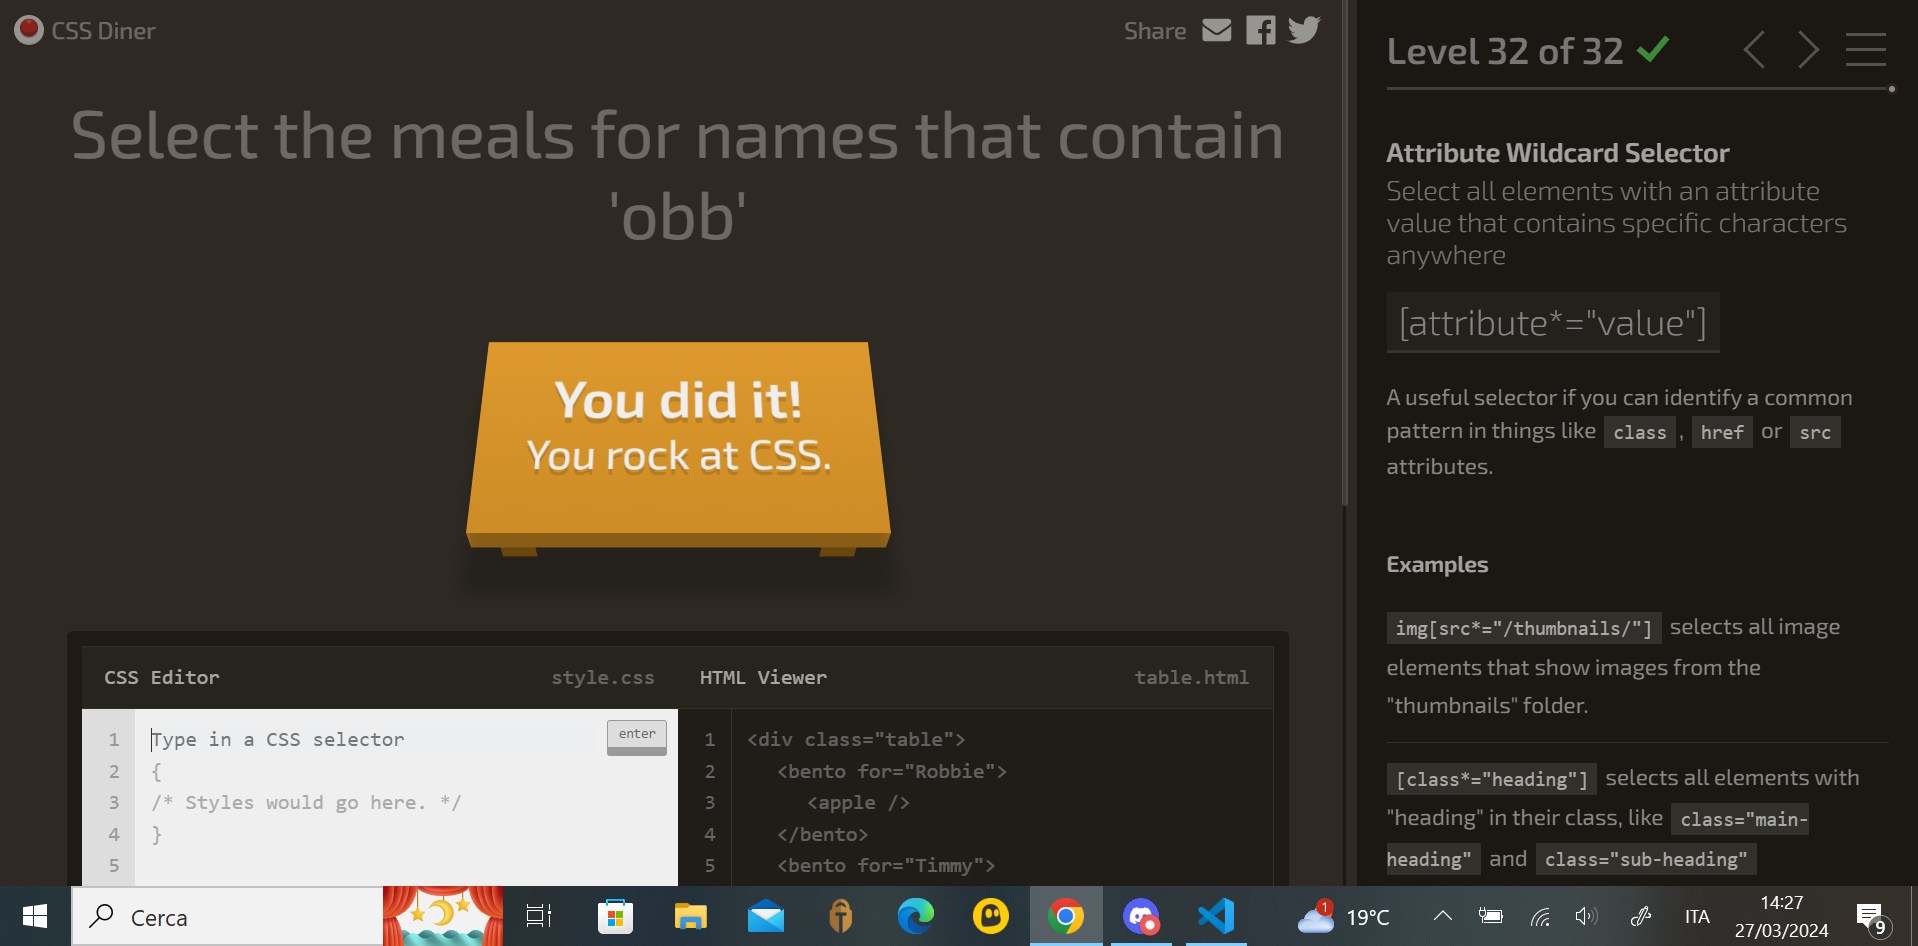 CSS Diner
Share
Select the meals for names that contain
'obb'
You did it!
You rock at CSS.
CSS Editor
style.css
HTML Viewer
table.html
1
Type in a CSS selector
enter
2
{
3
/* Styles would go here. */
4
}
5
1
<div class="table">
2
<bento for="Robbie">
3
<apple />
4
</bento>
5
<bento for="Timmy">
Level 32 of 32
Attribute Wildcard Selector
Select all elements with an attribute
value that contains specific characters
anywhere
[attribute*="value"]
A useful selector if you can identify a common
pattern in things like class , href or src
attributes.
Examples
img[src*="/thumbnails/"] selects all image
elements that show images from the
"thumbnails" folder.
[class*="heading"] selects all elements with
"heading" in their class, like class="main-
heading" and class="sub-heading"
Cerca
1
19°C
ITA
14:27
27/03/2024
9